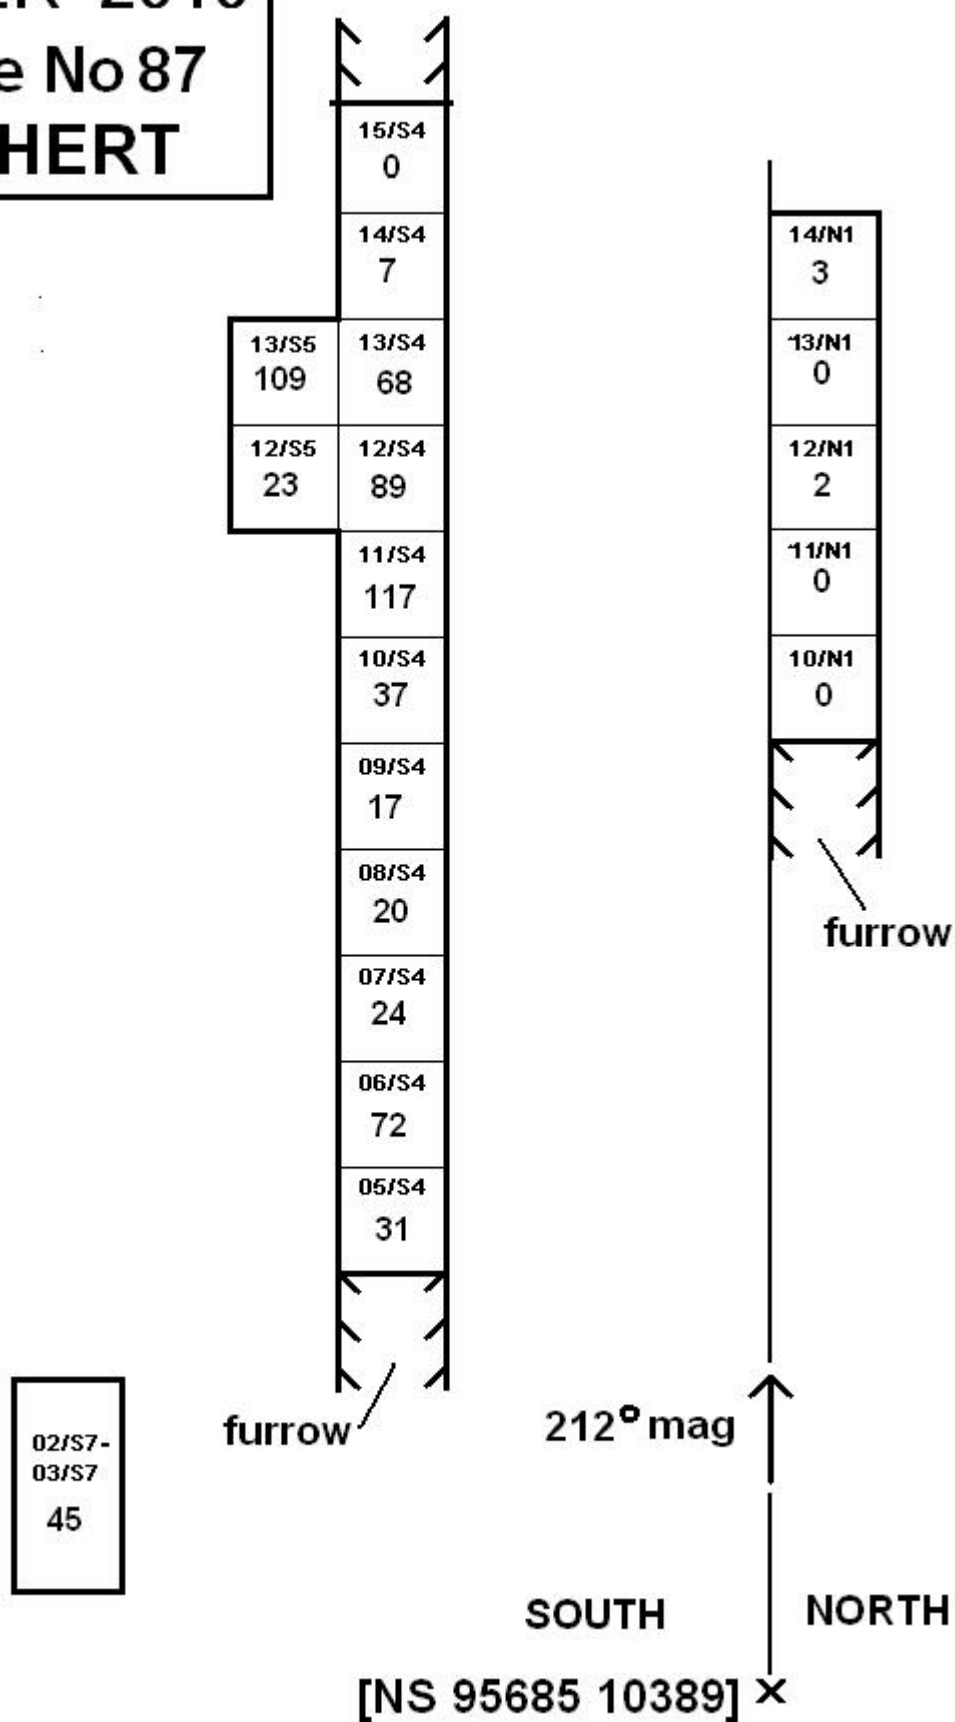 e No 87
HERT
15/S4
0
14/S4
7
13/S5
109
13/S4
68
12/S5
23
12/S4
89
11/S4
117
10/S4
37
09/S4
17
08/S4
20
07/S4
24
06/S4
72
05/S4
31
furrow
14/N1
3
13/N1
0
12/N1
2
11/N1
0
10/N1
0
furrow
02/S7-
03/S7
45
212° mag
SOUTH
NORTH
[NS 95685 10389] ×